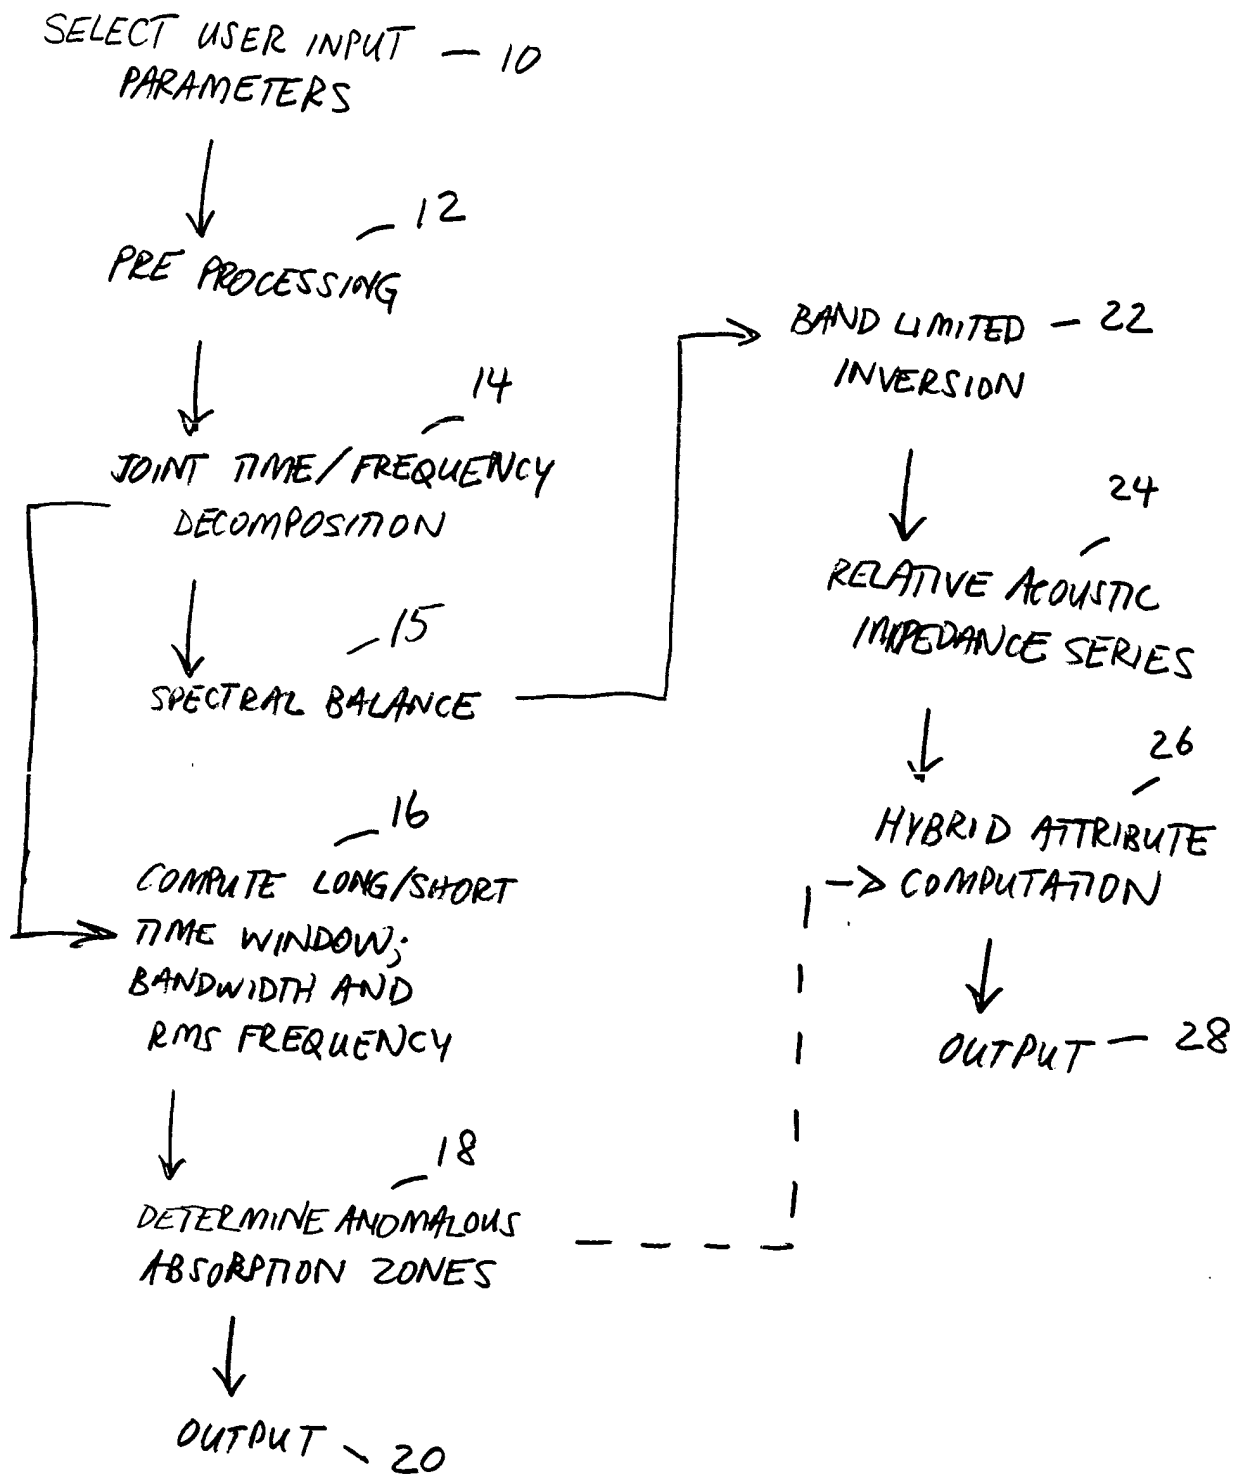 SELECT USER INPUT — 10
PARAMETERS
12
PRE PROCESSING
14
JOINT TIME/FREQUENCY
DECOMPOSITION
15
SPECTRAL BALANCE
16
COMPUTE LONG/SHORT
TIME WINDOW;
BANDWIDTH AND
RMS FREQUENCY
18
DETERMINE ANOMALOUS
ABSORPTION ZONES
OUTPUT 20
BAND LIMITED — 22
INVERSION
24
RELATIVE ACOUSTIC
IMPEDANCE SERIES
26
HYBRID ATTRIBUTE
COMPUTATION
OUTPUT — 28